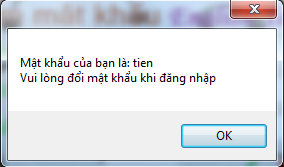 Mật khẩu của bạn là: tien
Vui lòng đổi mật khẩu khi đăng nhập
OK